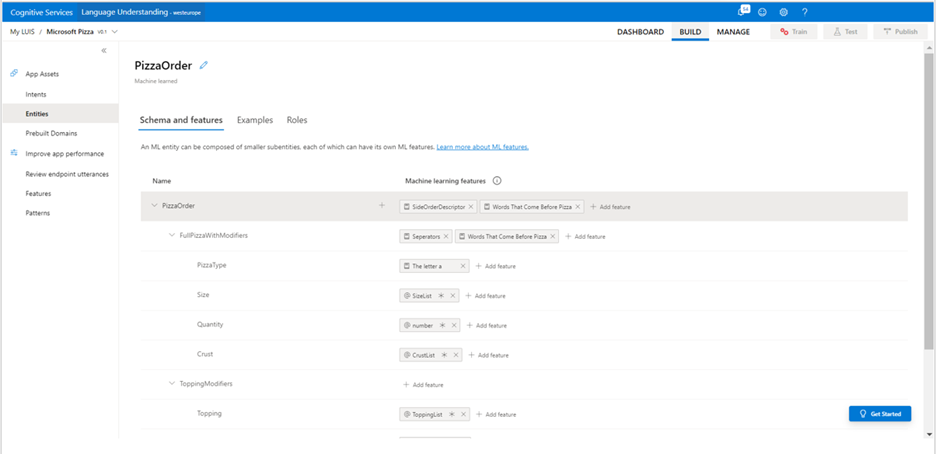 Cognitive Services Language Understanding - westeurope 54 ?
My LUIS / Microsoft Pizza v0.1 DASHBOARD BUILD MANAGE Train Test Publish
«
App Assets
Intents
Entities
Prebuilt Domains
Improve app performance
Review endpoint utterances
Features
Patterns
PizzaOrder
Machine learned
Schema and features Examples Roles
An ML entity can be composed of smaller subentities, each of which can have its own ML features. Learn more about ML features.
Name Machine learning features
PizzaOrder + SideOrderDescriptor × Words That Come Before Pizza × + Add feature
FullPizzaWithModifiers Seperators × Words That Come Before Pizza × + Add feature
PizzaType The letter a × + Add feature
Size @ SizeList * × + Add feature
Quantity @ number * × + Add feature
Crust @ CrustList * × + Add feature
ToppingModifiers + Add feature
Topping @ ToppingList * × + Add feature
Get Started